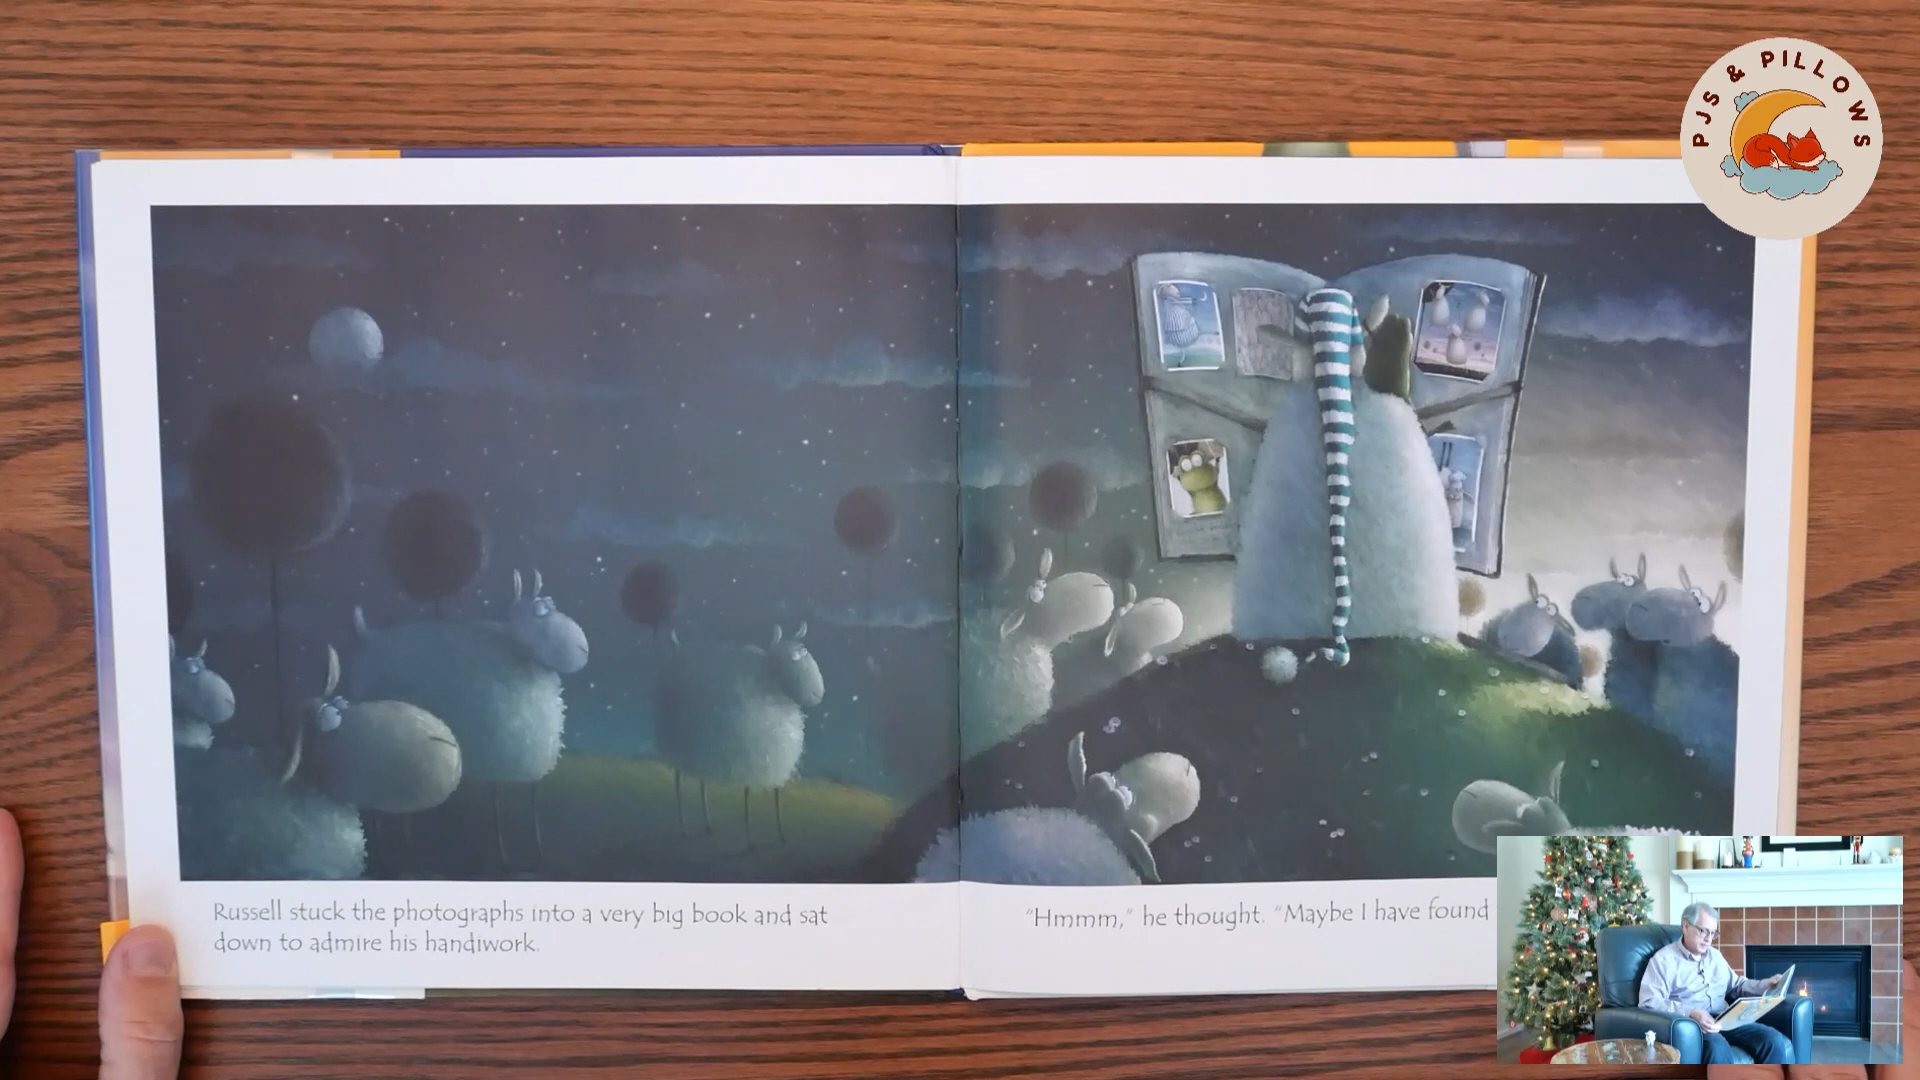 PJS & PILLOWS
Russell stuck the photographs into a very big book and sat
down to admire his handiwork.
"Hmmm," he thought. "Maybe I have found